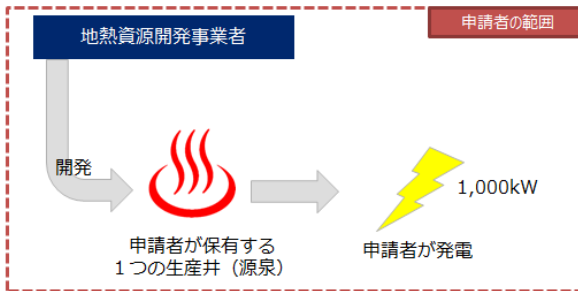 申請者の範囲
地熱資源開発事業者
開発
1,000kW
申請者が保有する
１つの生産井（源泉）
申請者が発電